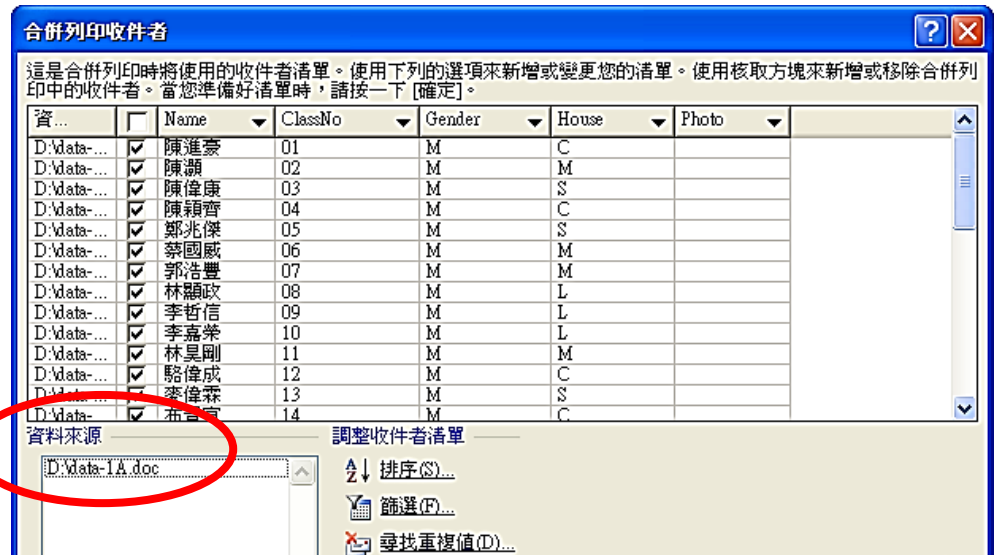 合併列印收件者
這是合併列印時將使用的收件者清單。使用下列的選項來新增或變更您的清單。使用核取方塊來新增或移除合併列
印中的收件者。當您準備好清單時，請按一下 [確定]。
資... Name ClassNo Gender House Photo
D:\data-... 陳進豪 01 M C
D:\data-... 陳灝 02 M M
D:\data-... 陳偉康 03 M S
D:\data-... 陳穎齊 04 M C
D:\data-... 鄭兆傑 05 M S
D:\data-... 蔡國威 06 M M
D:\data-... 郭浩豐 07 M M
D:\data-... 林顯政 08 M L
D:\data-... 李哲信 09 M L
D:\data-... 李嘉榮 10 M L
D:\data-... 林昊剛 11 M M
D:\data-... 駱偉成 12 M C
D:\data-... 麥偉霖 13 M S
D:\data- 14 M C
資料來源 調整收件者清單
D:\data-1A.doc 排序(S)...
篩選(F)...
尋找重複值(D)...